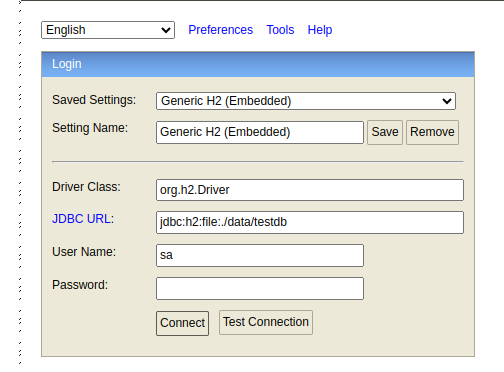 English Preferences Tools Help
Login
Saved Settings: Generic H2 (Embedded)
Setting Name: Generic H2 (Embedded) Save Remove
Driver Class: org.h2.Driver
JDBC URL: jdbc:h2:file:./data/testdb
User Name: sa
Password:
Connect Test Connection